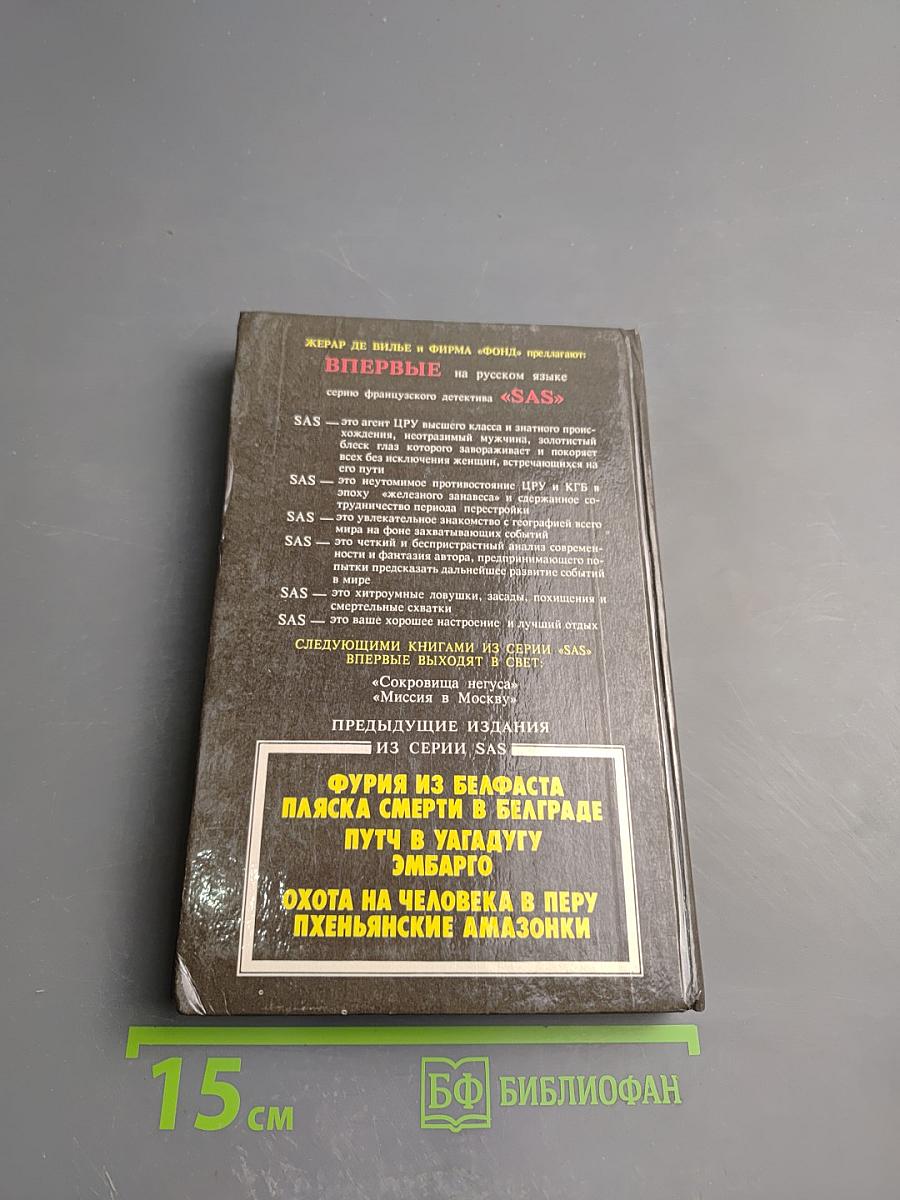 ЖЕРАР ДЕ ВИЛЬЕ и ФИРМА «ФОНД» предлагают:
ВПЕРВЫЕ на русском языке
серию французского детектива «SAS»
SAS — это агент ЦРУ высшего класса и знатного проис-
хождения, неотразимый мужчина, золотистый
блеск глаз которого завораживает и покоряет
всех без исключения женщин, встречающихся на
его пути
SAS — это неутомимое противостояние ЦРУ и КГБ в
эпоху «железного занавеса» и сдержанное со-
трудничество периода перестройки
SAS — это увлекательное знакомство с географией всего
мира на фоне захватывающих событий
SAS — это четкий и беспристрастный анализ современ-
ности и фантазия автора, предпринимающего по-
пытки предсказать дальнейшее развитие событий
в мире
SAS — это хитроумные ловушки, засады, похищения и
смертельные схватки
SAS — это ваше хорошее настроение и лучший отдых
СЛЕДУЮЩИМИ КНИГАМИ ИЗ СЕРИИ «SAS»
ВПЕРВЫЕ ВЫХОДЯТ В СВЕТ:
«Сокровища негуса»
«Миссия в Москву»
ПРЕДЫДУЩИЕ ИЗДАНИЯ
ИЗ СЕРИИ SAS
ФУРИЯ ИЗ БЕЛФАСТА
ПЛЯСКА СМЕРТИ В БЕЛГРАДЕ
ПУТЧ В УАГАДУГУ
ЭМБАРГО
ОХОТА НА ЧЕЛОВЕКА В ПЕРУ
ПХЕНЬЯНСКИЕ АМАЗОНКИ
15 см БФ БИБЛИОФАН